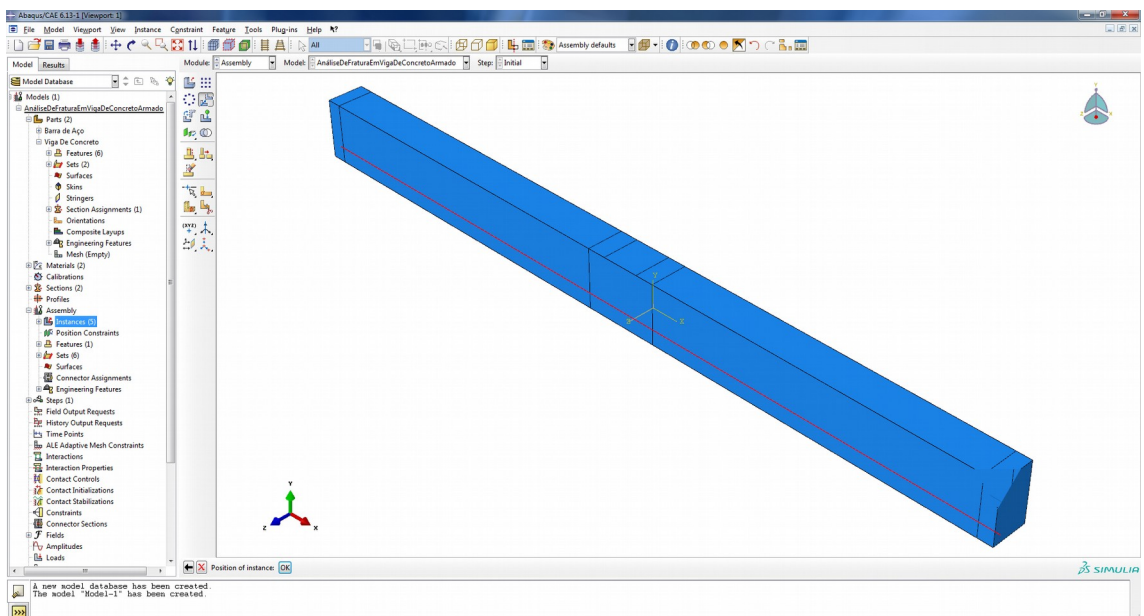 Abaqus/CAE 6.13-1 [Viewport: 1]
File Model Viewport View Instance Constraint Feature Tools Plug-ins Help
All Assembly defaults
Model Results Module: Assembly Model: AnáliseDeFraturaEmVigaDeConcretoArmado Step: Initial
Model Database
Models (1)
AnáliseDeFraturaEmVigaDeConcretoArmado
Parts (2)
Barra de Aço
Viga De Concreto
Features (6)
Sets (2)
Surfaces
Skins
Stringers
Section Assignments (1)
Orientations
Composite Layups
Engineering Features
Mesh (Empty)
Materials (2)
Calibrations
Sections (2)
Profiles
Assembly
Instances (5)
Position Constraints
Features (1)
Sets (6)
Surfaces
Connector Assignments
Engineering Features
Steps (1)
Field Output Requests
History Output Requests
Time Points
ALE Adaptive Mesh Constraints
Interactions
Interaction Properties
Contact Controls
Contact Initializations
Contact Stabilizations
Constraints
Connector Sections
Fields
Amplitudes
Loads
Y
X
Y
Z X
Position of instance: OK
SIMULIA
A new model database has been created.
The model "Model-1" has been created.
>>>